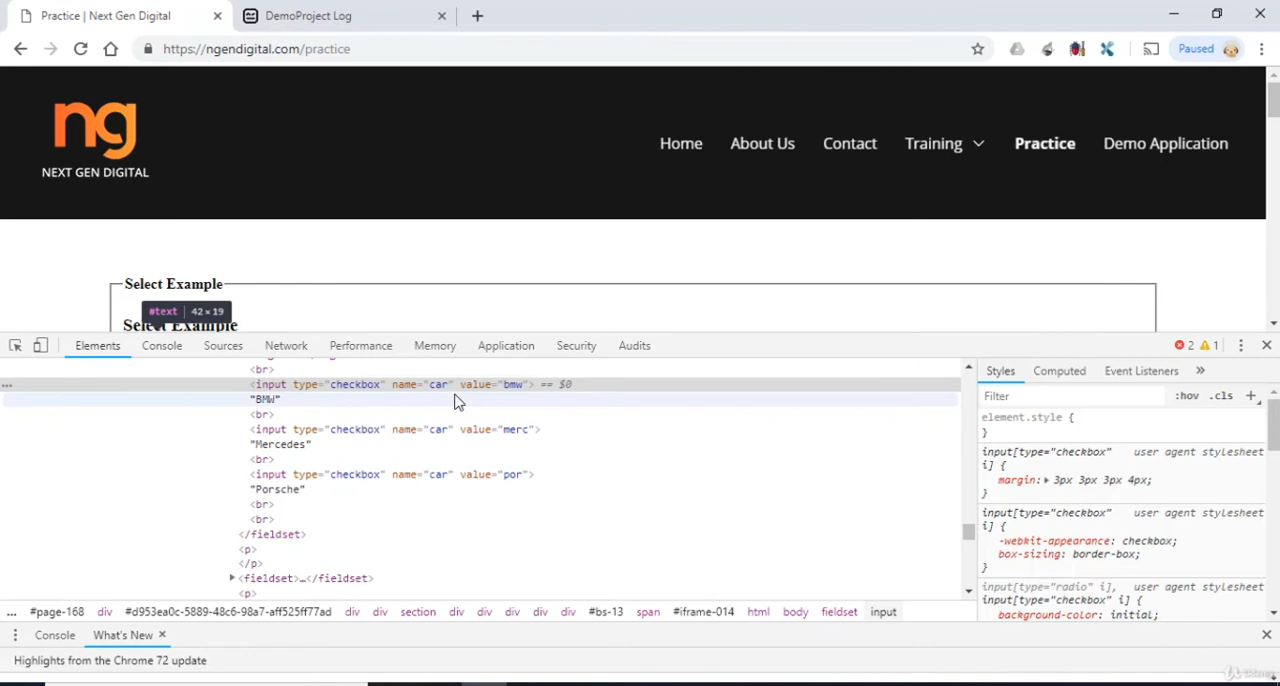 Practice | Next Gen Digital
DemoProject Log
https://ngendigital.com/practice
Paused
ng
NEXT GEN DIGITAL
Home About Us Contact Training Practice Demo Application
Select Example
#text 42 × 19
Select Example
Elements Console Sources Network Performance Memory Application Security Audits 2 1
<br>
<input type="checkbox" name="car" value="bmw"> == $0
"BMW"
<br>
<input type="checkbox" name="car" value="merc">
"Mercedes"
<br>
<input type="checkbox" name="car" value="por">
"Porsche"
<br>
<br>
</fieldset>
<p>
</p>
<fieldset>…</fieldset>
<p>
... #page-168 div #d953ea0c-5889-48c6-98a7-aff525ff77ad div div section div div div div #bs-13 span #iframe-014 html body fieldset input
Styles Computed Event Listeners »
Filter :hov .cls +
element.style {
}
input[type="checkbox" user agent stylesheet
i] {
margin: 3px 3px 3px 4px;
}
input[type="checkbox" user agent stylesheet
i] {
-webkit-appearance: checkbox;
box-sizing: border-box;
}
input[type="radio" i], user agent stylesheet
input[type="checkbox" i] {
background-color: initial;
Console What's New
Highlights from the Chrome 72 update
Udemy